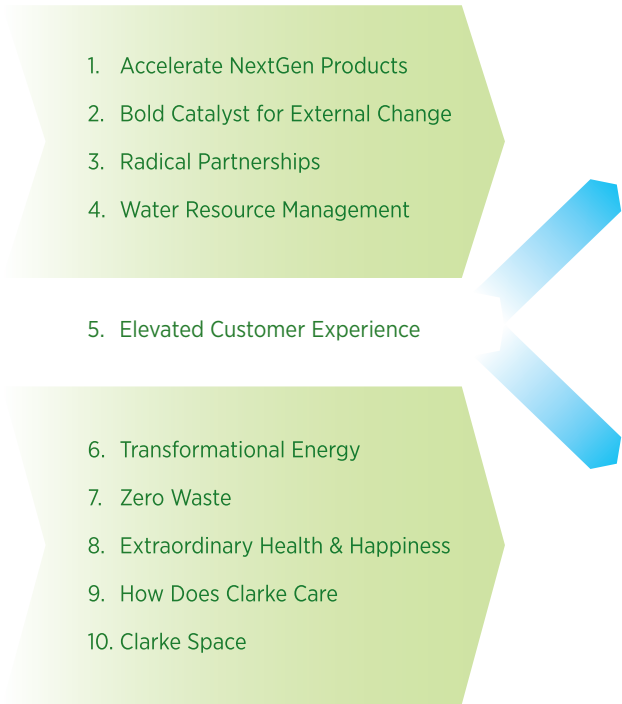 1. Accelerate NextGen Products
2. Bold Catalyst for External Change
3. Radical Partnerships
4. Water Resource Management
5. Elevated Customer Experience
6. Transformational Energy
7. Zero Waste
8. Extraordinary Health & Happiness
9. How Does Clarke Care
10. Clarke Space